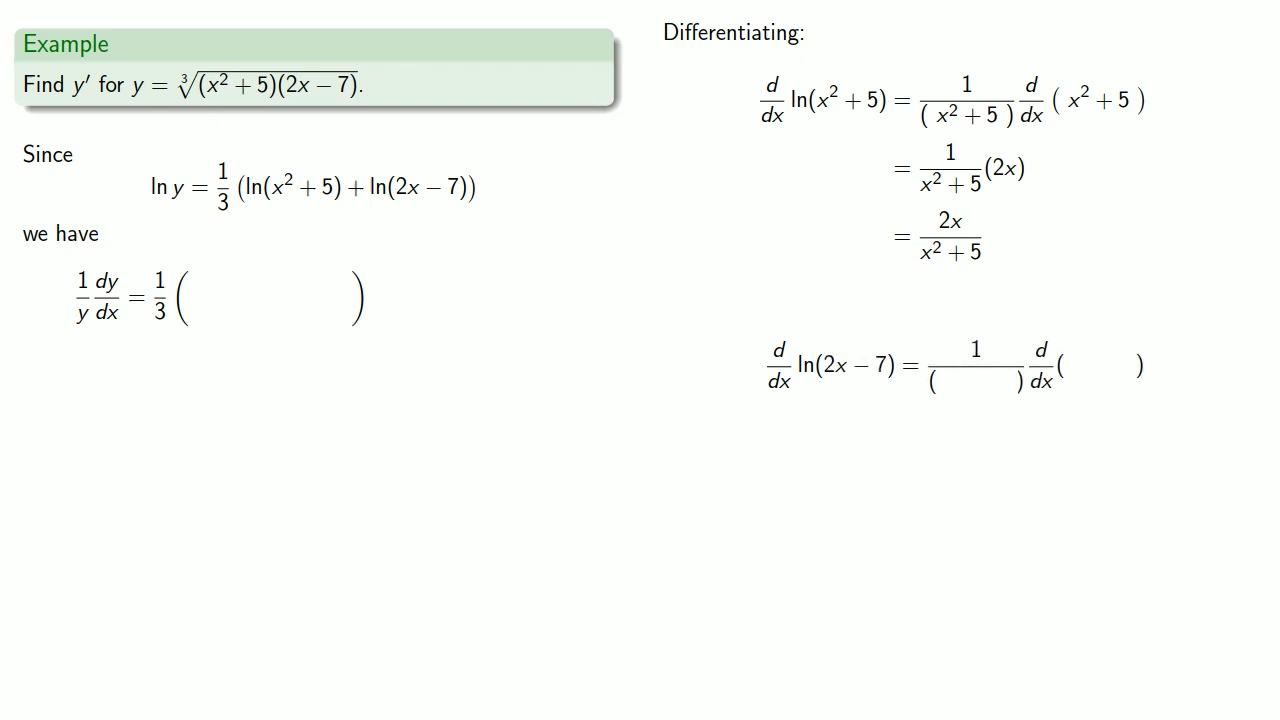 Example
Find y′ for y = ∛(x² + 5)(2x − 7).
Since
ln y = 1/3 (ln(x² + 5) + ln(2x − 7))
we have
1/y dy/dx = 1/3 ( )
Differentiating:
d/dx ln(x² + 5) = 1/( x² + 5 ) d/dx ( x² + 5 )
= 1/x² + 5 (2x)
= 2x/x² + 5
d/dx ln(2x − 7) = 1/( ) d/dx ( )